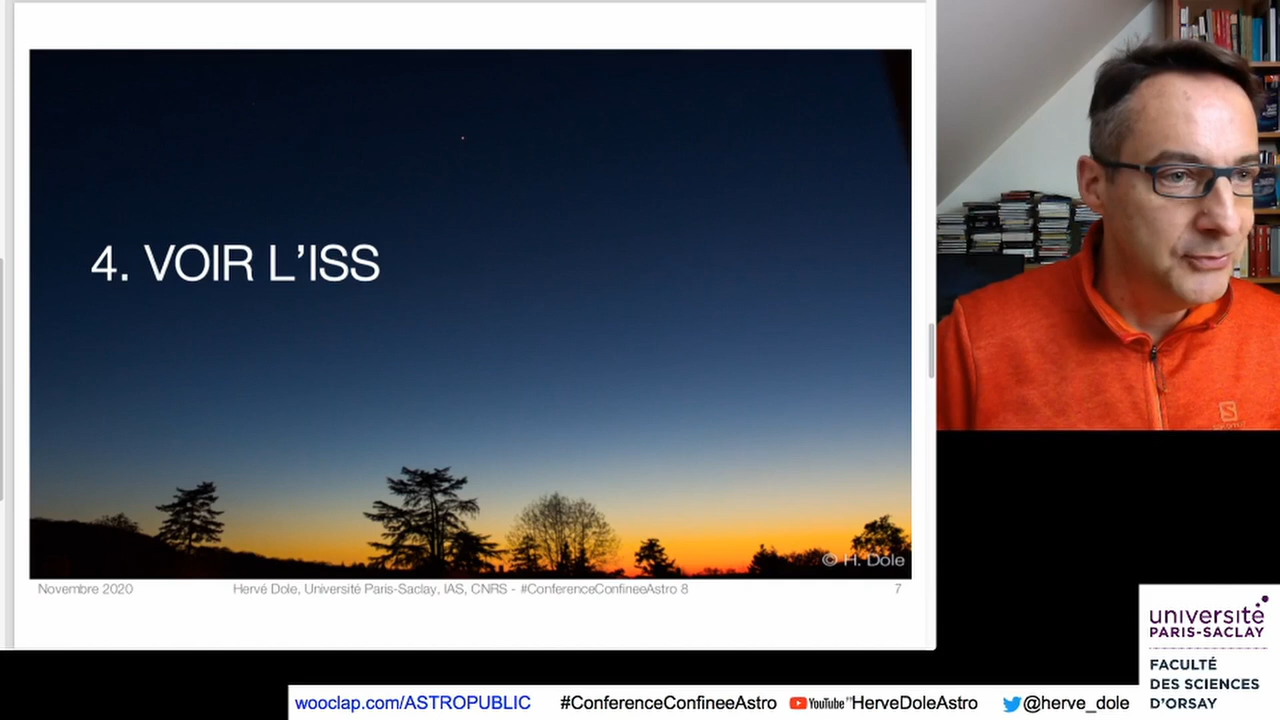 4. VOIR L'ISS
© H. Dole
Novembre 2020
Hervé Dole, Université Paris-Saclay, IAS, CNRS - #ConferenceConfineeAstro 8
7
université
PARIS-SACLAY
FACULTÉ
DES SCIENCES
D'ORSAY
wooclap.com/ASTROPUBLIC #ConferenceConfineeAstro YouTube HerveDoleAstro @herve_dole